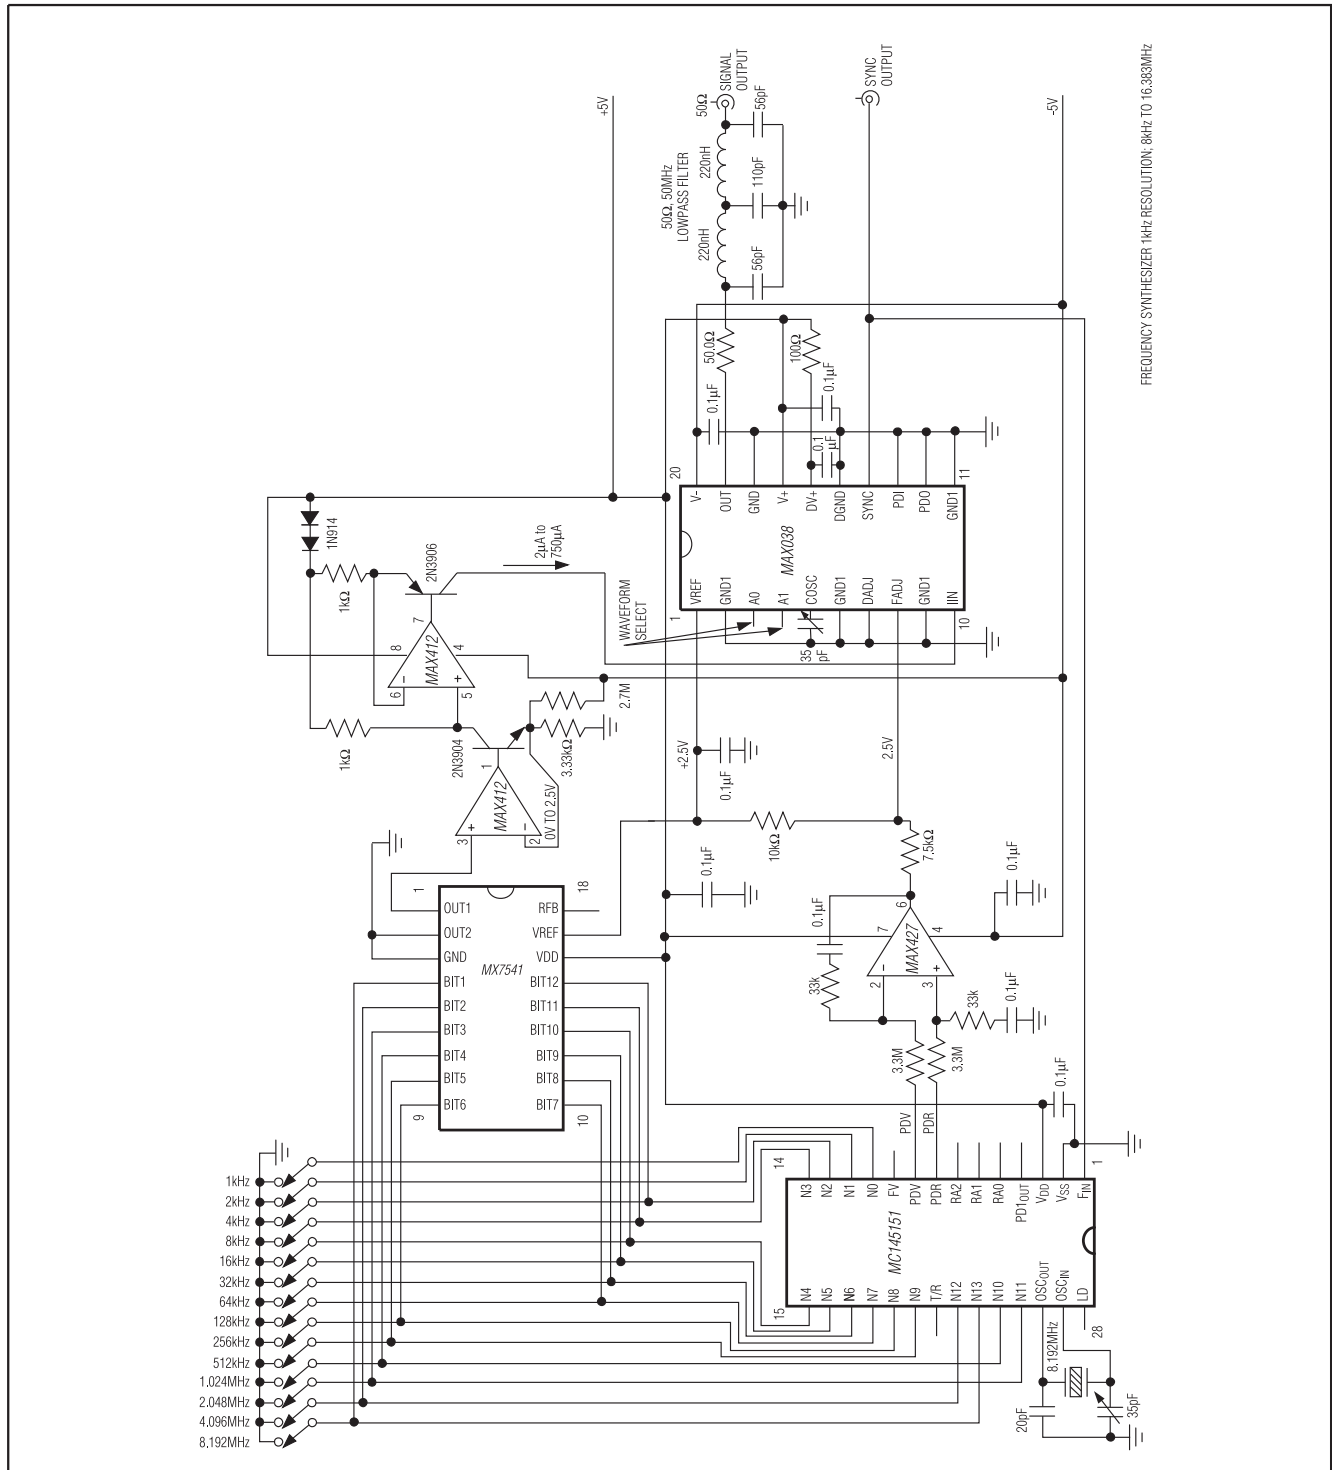 SIGNAL
OUTPUT
SYNC
OUTPUT
50Ω
56pF
220nH
110pF
50Ω, 50MHz
LOWPASS FILTER
220nH
56pF
+5V
-5V
FREQUENCY SYNTHESIZER 1kHz RESOLUTION; 8kHz TO 16.383MHz
50.0Ω
100Ω
0.1µF
0.1µF
0.1
µF
20
11
V-
OUT
GND
V+
DV+
DGND
SYNC
PDI
PDO
GND1
MAX038
VREF
GND1
A0
A1
COSC
GND1
DADJ
FADJ
GND1
IIN
1
10
WAVEFORM
SELECT
35
pF
1N914
2N3906
2µA to
750µA
1kΩ
7
8
4
MAX412
6
-
+
5
1kΩ
2N3904
2.7M
3.33kΩ
1
MAX412
3
+
-
2
0V TO 2.5V
+2.5V
0.1µF
2.5V
10kΩ
7.5kΩ
0.1µF
0.1µF
0.1µF
6
7
4
MAX427
2
-
+
3
33k
33k
0.1µF
3.3M
3.3M
PDV
PDR
0.1µF
1
18
OUT1
OUT2
GND
BIT1
BIT2
BIT3
BIT4
BIT5
BIT6
MX7541
RFB
VREF
VDD
BIT12
BIT11
BIT10
BIT9
BIT8
BIT7
9
10
14
1
N3
N2
N1
N0
FV
PDV
PDR
RA2
RA1
RA0
PD1OUT
VDD
VSS
FIN
MC145151
N4
N5
N6
N7
N8
N9
T/R
N12
N13
N10
N11
OSCOUT
OSCIN
LD
15
28
8.192MHz
20pF
35pF
1kHz
2kHz
4kHz
8kHz
16kHz
32kHz
64kHz
128kHz
256kHz
512kHz
1.024MHz
2.048MHz
4.096MHz
8.192MHz